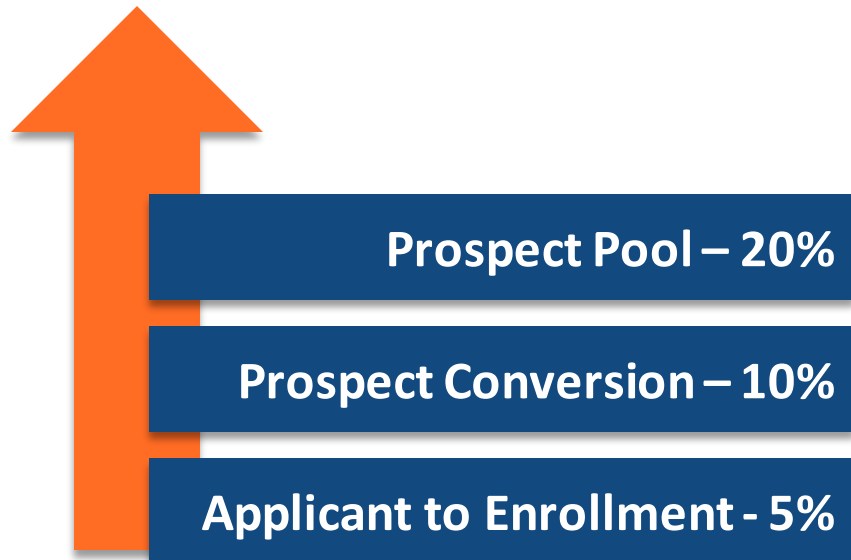 Prospect Pool – 20%
Prospect Conversion – 10%
Applicant to Enrollment - 5%